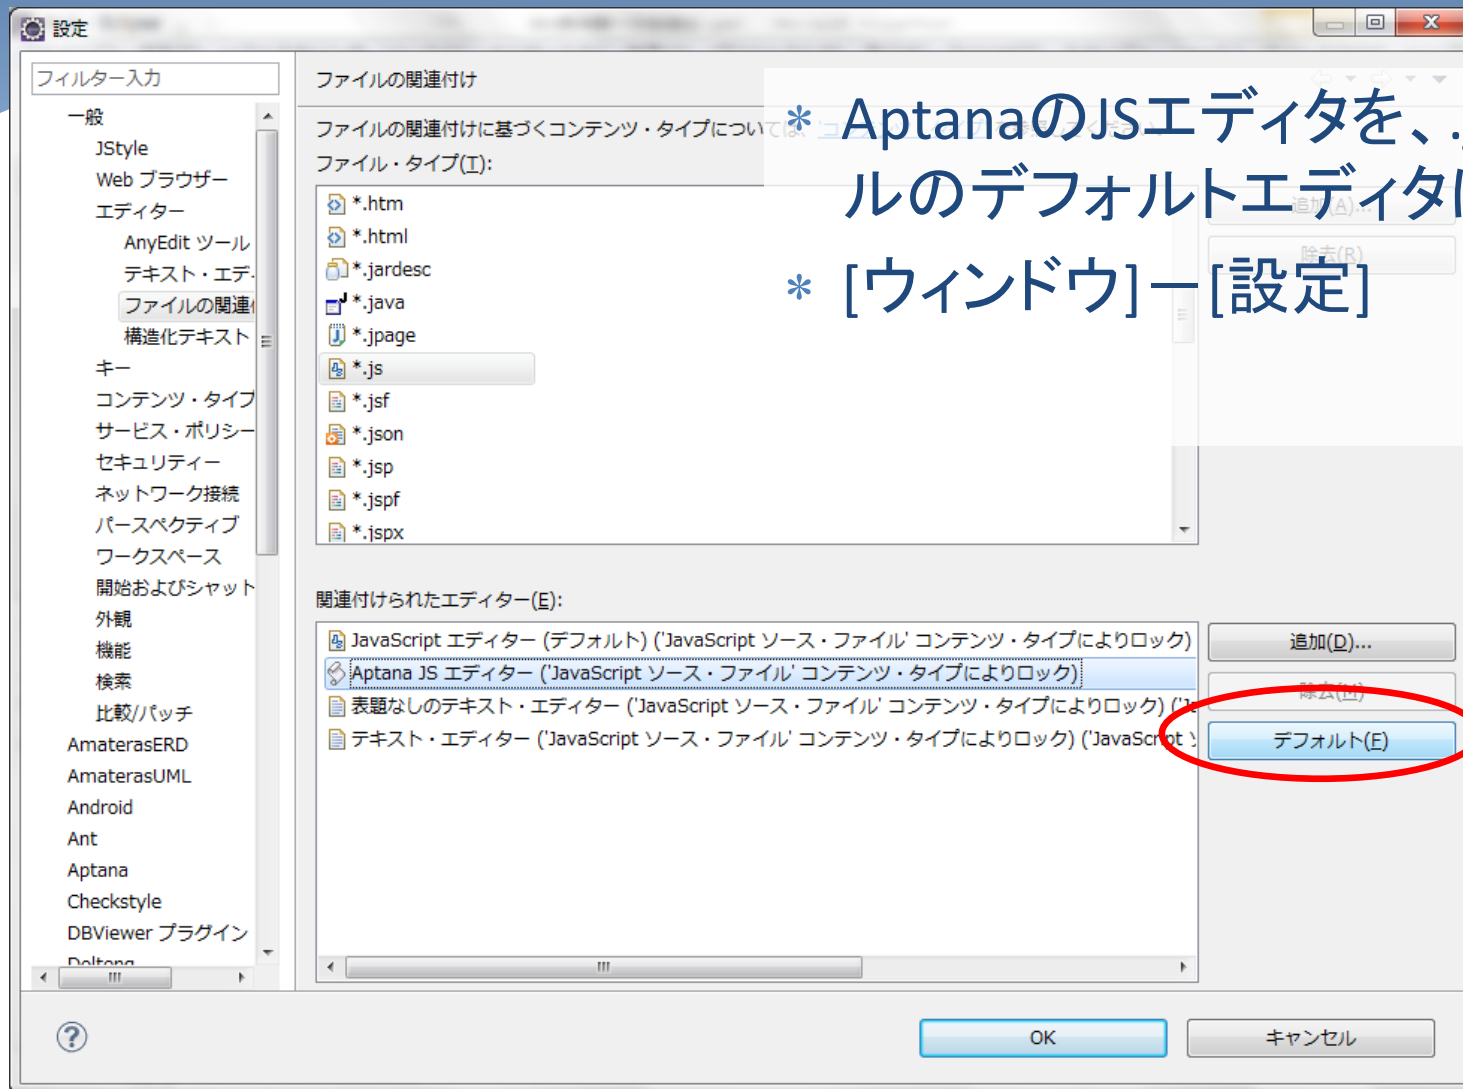 設定
フィルター入力
一般
JStyle
Web ブラウザー
エディター
AnyEdit ツール
テキスト・エデ
ファイルの関連
構造化テキスト
キー
コンテンツ・タイプ
サービス・ポリシー
セキュリティー
ネットワーク接続
パースペクティブ
ワークスペース
開始およびシャット
外観
機能
検索
比較/パッチ
AmaterasERD
AmaterasUML
Android
Ant
Aptana
Checkstyle
DBViewer プラグイン
ファイルの関連付け
ファイルの関連付けに基づくコンテンツ・タイプについては、
* AptanaのJSエディタを、.
ルのデフォルトエディタ
* [ウィンドウ]ー[設定]
ファイル・タイプ(T):
*.htm
*.html
*.jardesc
*.java
*.jpage
*.js
*.jsf
*.json
*.jsp
*.jspf
*.jspx
追加(A)...
除去(R)
関連付けられたエディター(E):
JavaScript エディター (デフォルト) ('JavaScript ソース・ファイル' コンテンツ・タイプによりロック)
Aptana JS エディター ('JavaScript ソース・ファイル' コンテンツ・タイプによりロック)
表題なしのテキスト・エディター ('JavaScript ソース・ファイル' コンテンツ・タイプによりロック) ('J
テキスト・エディター ('JavaScript ソース・ファイル' コンテンツ・タイプによりロック) ('JavaScript
追加(D)...
除去(M)
デフォルト(F)
OK
キャンセル